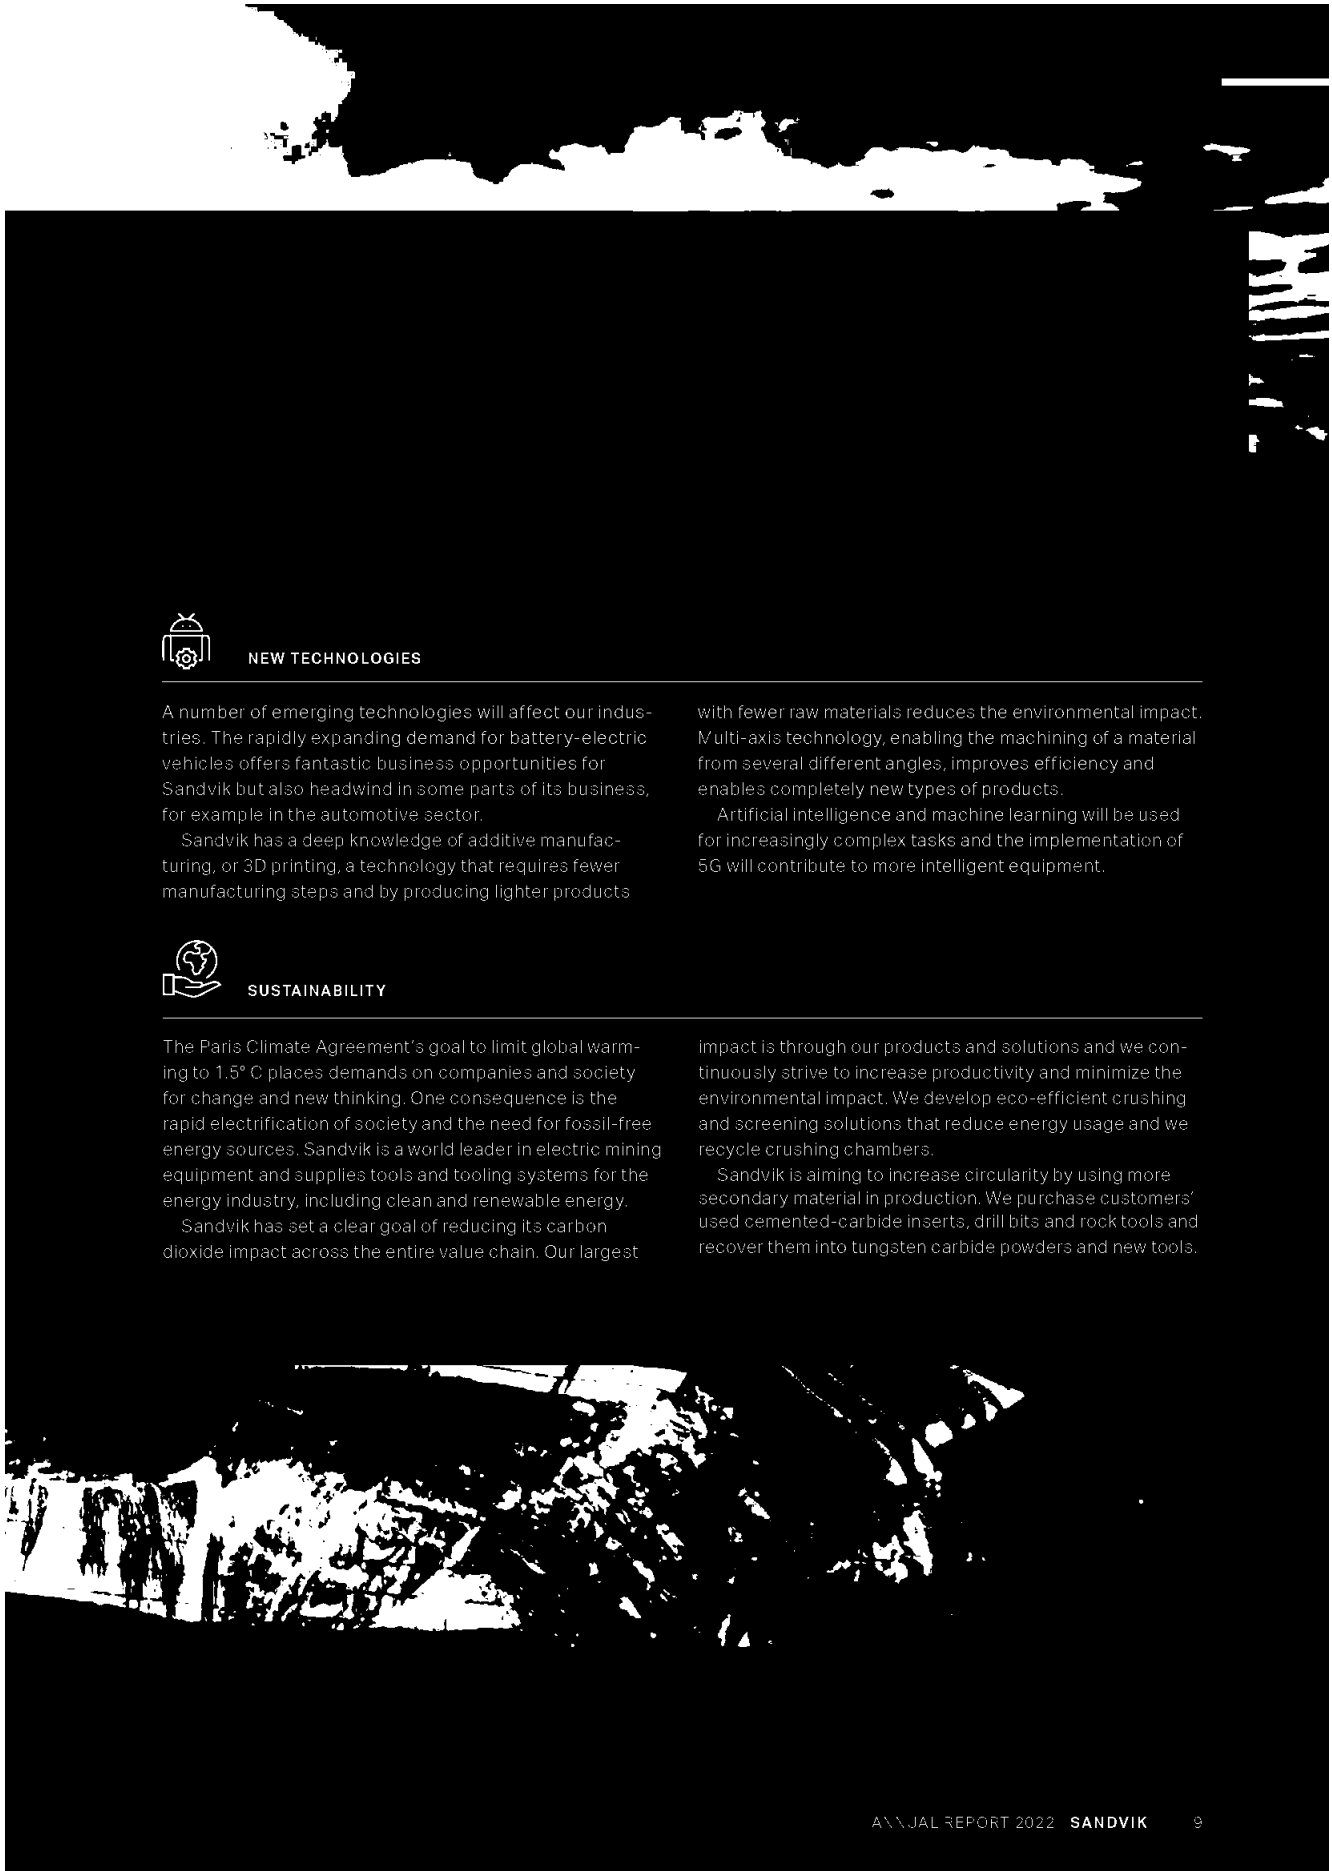 NEW TECHNOLOGIES
A number of emerging technologies will affect our indus-
tries. The rapidly expanding demand for battery-electric
vehicles offers fantastic business opportunities for
Sandvik but also headwind in some parts of its business,
for example in the automotive sector.
Sandvik has a deep knowledge of additive manufac-
turing, or 3D printing, a technology that requires fewer
manufacturing steps and by producing lighter products
with fewer raw materials reduces the environmental impact.
Multi-axis technology, enabling the machining of a material
from several different angles, improves efficiency and
enables completely new types of products.
Artificial intelligence and machine learning will be used
for increasingly complex tasks and the implementation of
5G will contribute to more intelligent equipment.
SUSTAINABILITY
The Paris Climate Agreement's goal to limit global warm-
ing to 1.5° C places demands on companies and society
for change and new thinking. One consequence is the
rapid electrification of society and the need for fossil-free
energy sources. Sandvik is a world leader in electric mining
equipment and supplies tools and tooling systems for the
energy industry, including clean and renewable energy.
Sandvik has set a clear goal of reducing its carbon
dioxide impact across the entire value chain. Our largest
impact is through our products and solutions and we con-
tinuously strive to increase productivity and minimize the
environmental impact. We develop eco-efficient crushing
and screening solutions that reduce energy usage and we
recycle crushing chambers.
Sandvik is aiming to increase circularity by using more
secondary material in production. We purchase customers'
used cemented-carbide inserts, drill bits and rock tools and
recover them into tungsten carbide powders and new tools.
ANNUAL REPORT 2022 SANDVIK 9